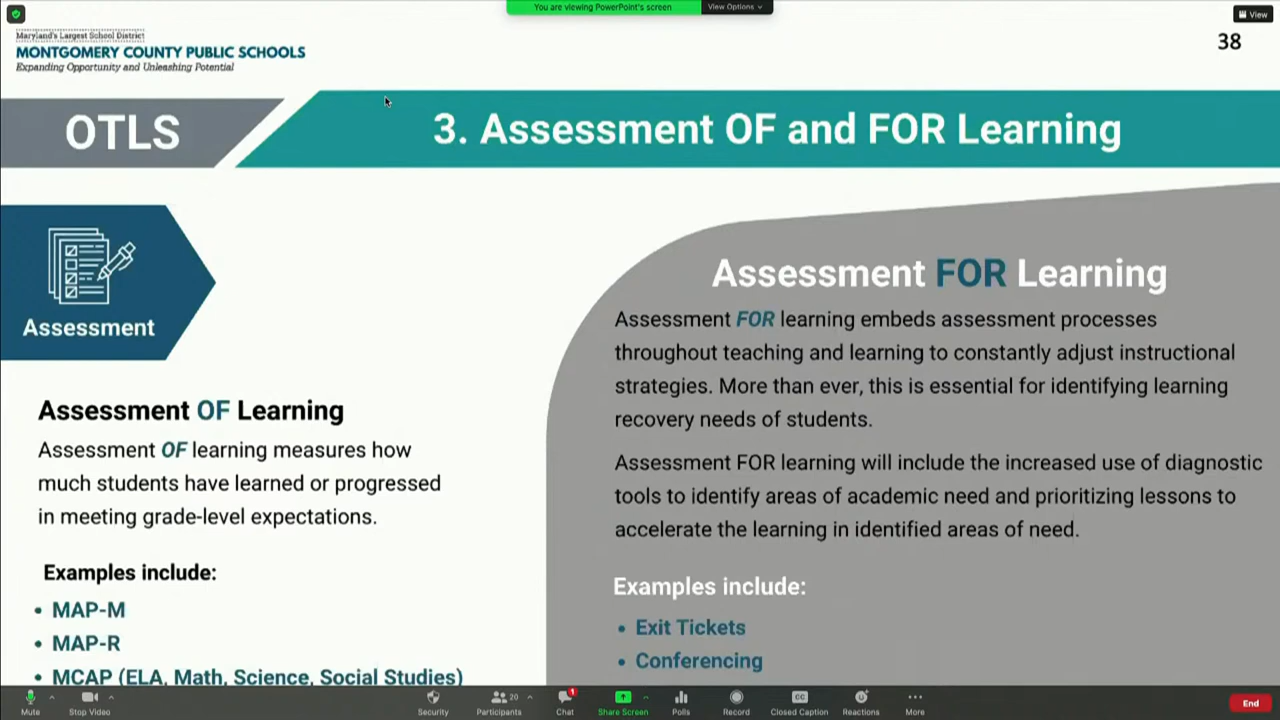 You are viewing PowerPoint's screen
View Options
View
Maryland's Largest School District
MONTGOMERY COUNTY PUBLIC SCHOOLS
Expanding Opportunity and Unleashing Potential
38
OTLS
3. Assessment OF and FOR Learning
Assessment
Assessment OF Learning
Assessment OF learning measures how
much students have learned or progressed
in meeting grade-level expectations.
Examples include:
• MAP-M
• MAP-R
• MCAP (ELA, Math, Science, Social Studies)
Assessment FOR Learning
Assessment FOR learning embeds assessment processes
throughout teaching and learning to constantly adjust instructional
strategies. More than ever, this is essential for identifying learning
recovery needs of students.
Assessment FOR learning will include the increased use of diagnostic
tools to identify areas of academic need and prioritizing lessons to
accelerate the learning in identified areas of need.
Examples include:
• Exit Tickets
• Conferencing
Mute
Stop Video
Security
Participants
20
Chat
1
Share Screen
Polls
Record
CC
Closed Caption
Reactions
More
End